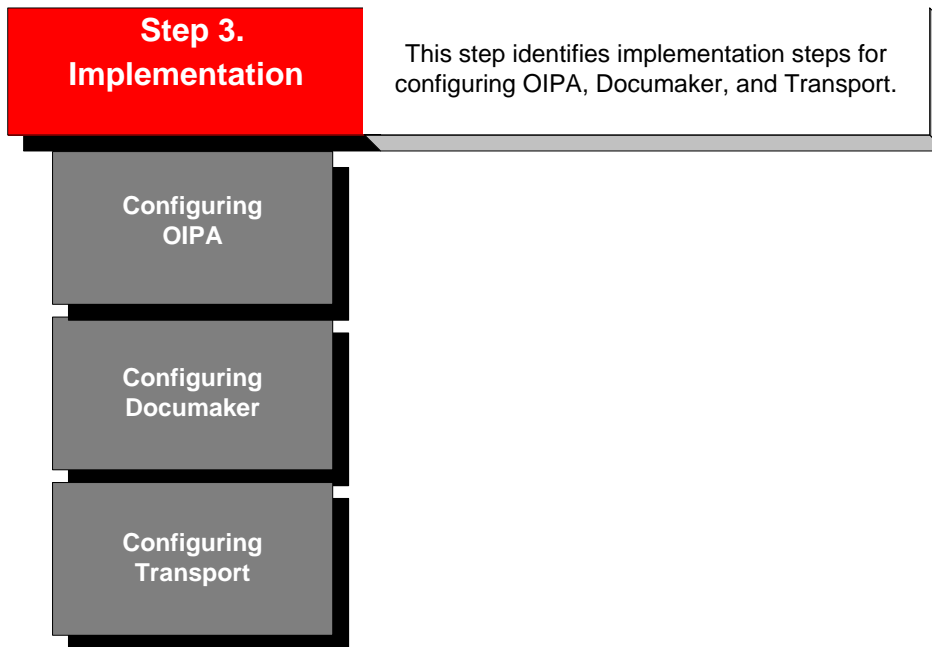 Step 3.
Implementation
This step identifies implementation steps for
configuring OIPA, Documaker, and Transport.
Configuring
OIPA
Configuring
Documaker
Configuring
Transport